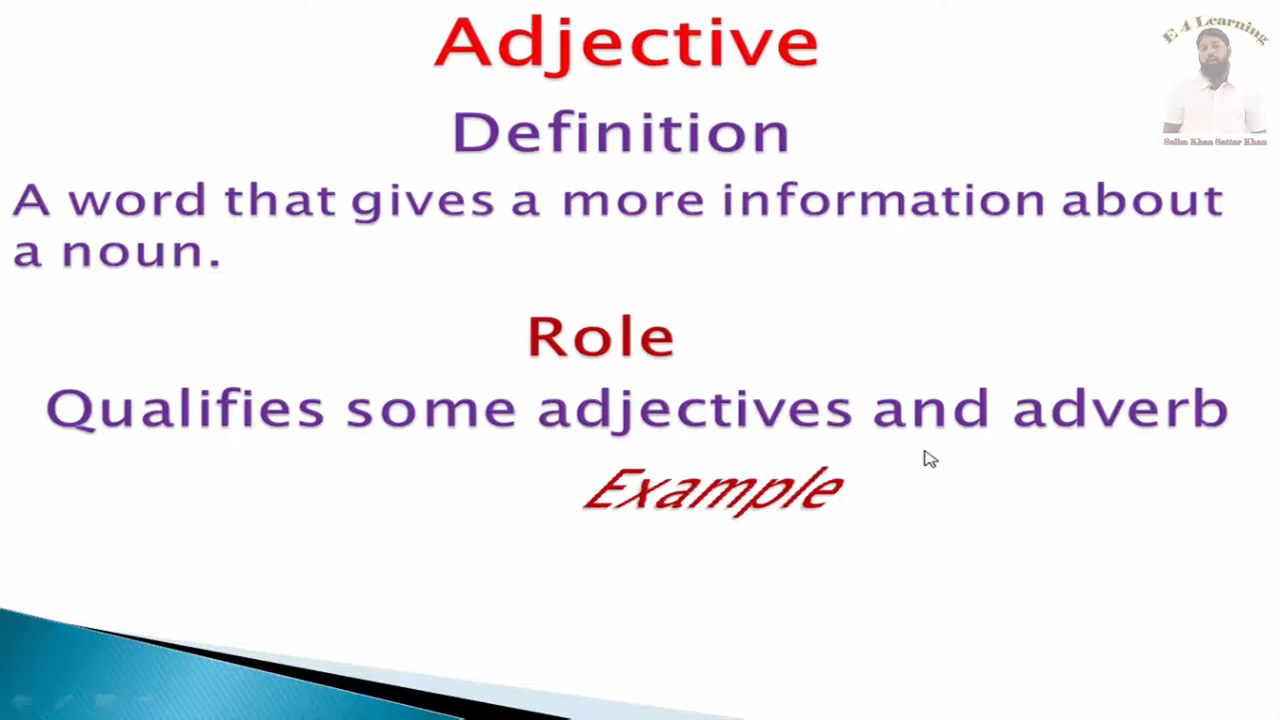 E 4 Learning
Adjective
Salim Khan Sattar Khan
Definition
A word that gives a more information about
a noun.
Role
Qualifies some adjectives and adverb
Example